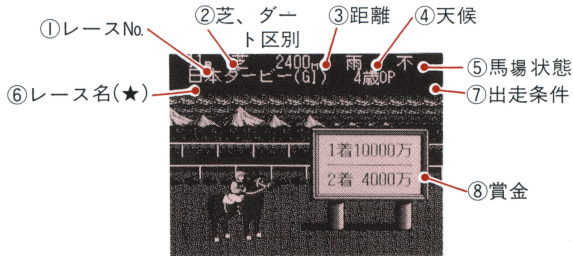 ①レースNo.
②芝、ダー
ト区別
③距離
④天候
⑤馬場状態
⑥レース名(★)
⑦出走条件
芝 2400m 雨 不
日本ダービー(GI) 4歳OP
1着10000万
2着 4000万
⑧賞金